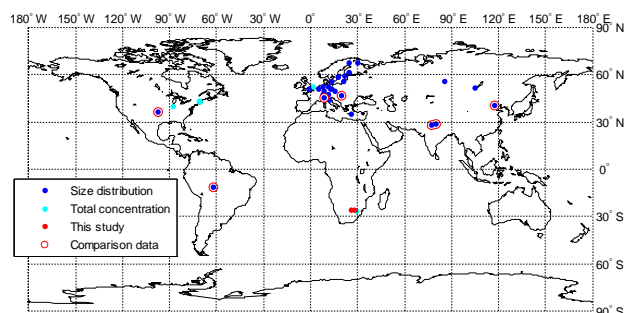 180° W 150° W 120° W 90° W 60° W 30° W 0° 30° E 60° E 90° E 120° E 150° E 180° E
90° N
60° N
30° N
0°
30° S
60° S
90° S
Size distribution
Total concentration
This study
Comparison data